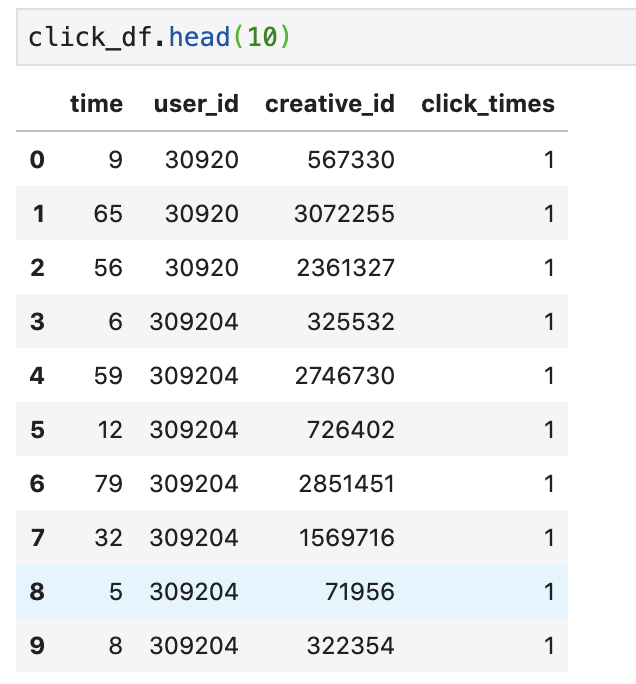 click_df.head(10)
time user_id creative_id click_times
0 9 30920 567330 1
1 65 30920 3072255 1
2 56 30920 2361327 1
3 6 309204 325532 1
4 59 309204 2746730 1
5 12 309204 726402 1
6 79 309204 2851451 1
7 32 309204 1569716 1
8 5 309204 71956 1
9 8 309204 322354 1